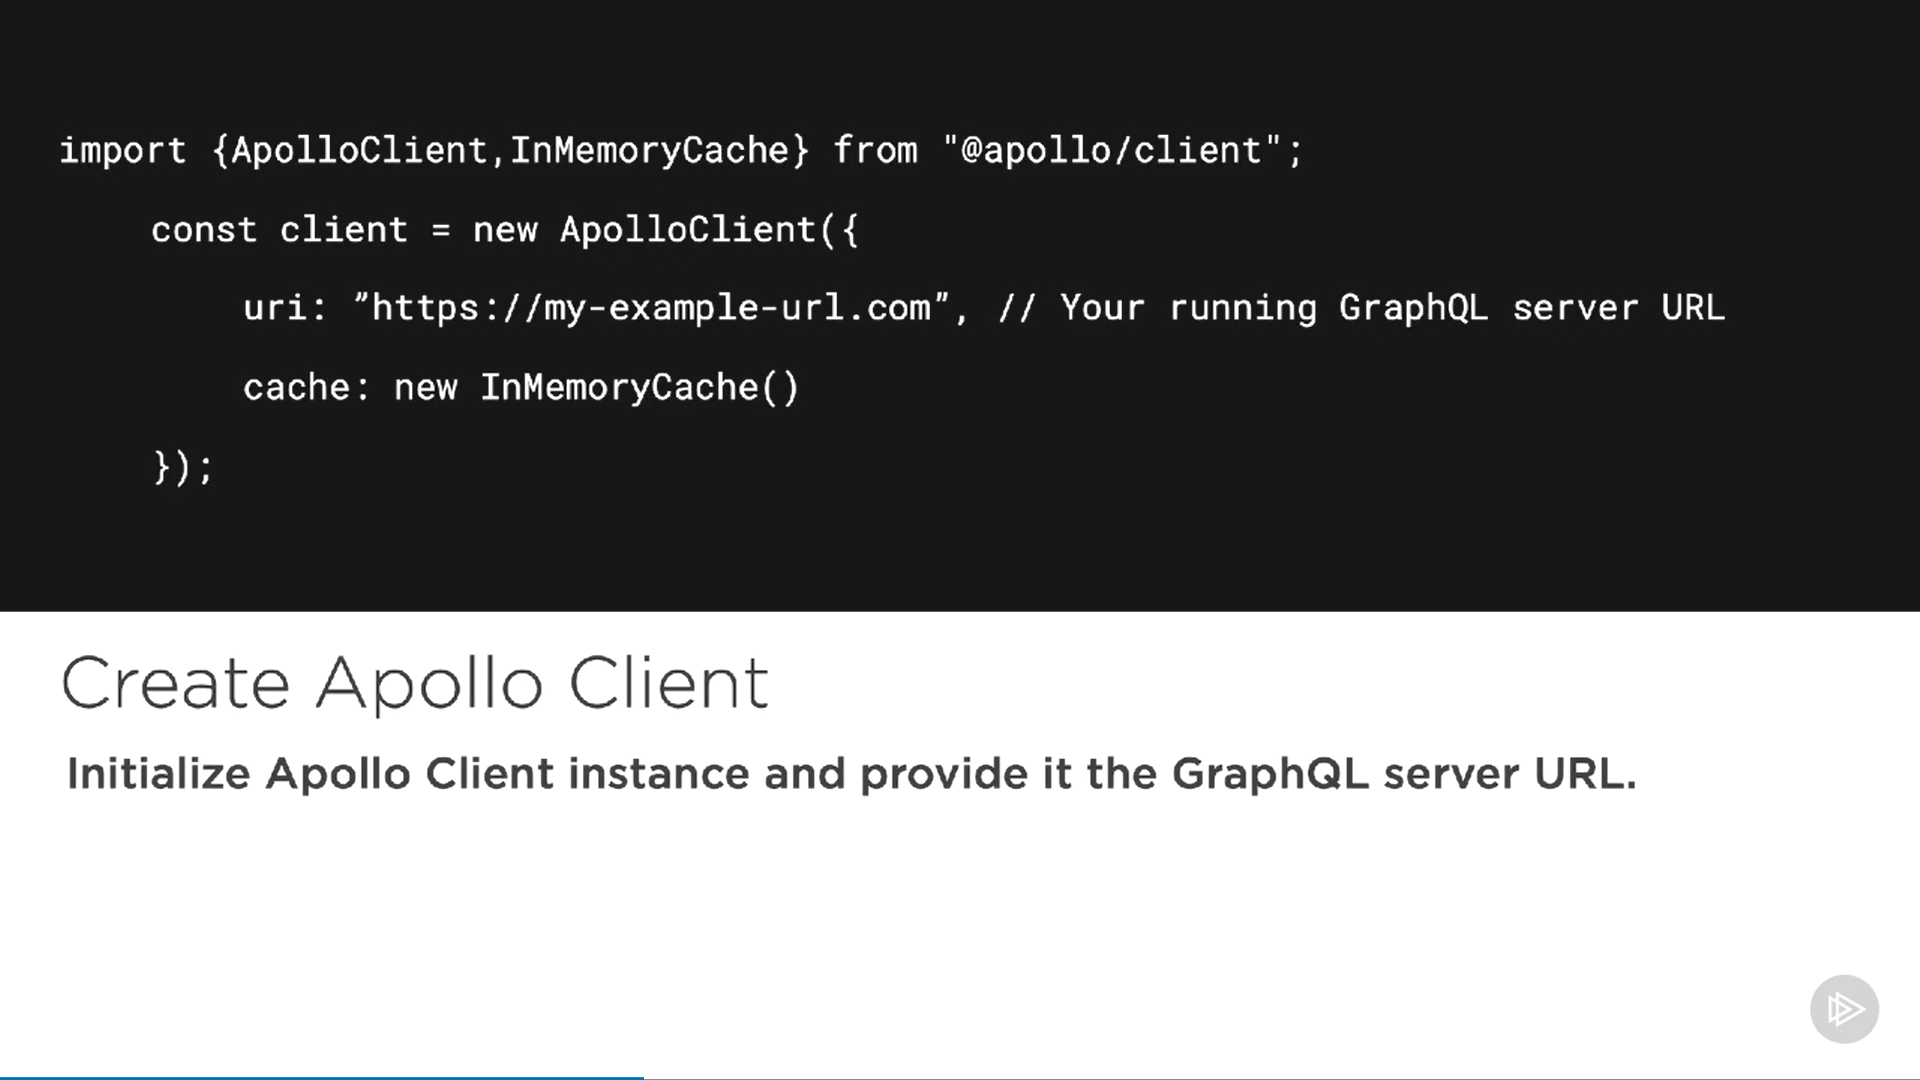 import {ApolloClient,InMemoryCache} from "@apollo/client";
const client = new ApolloClient({
uri: ”https://my-example-url.com”, // Your running GraphQL server URL
cache: new InMemoryCache()
});
Create Apollo Client
Initialize Apollo Client instance and provide it the GraphQL server URL.